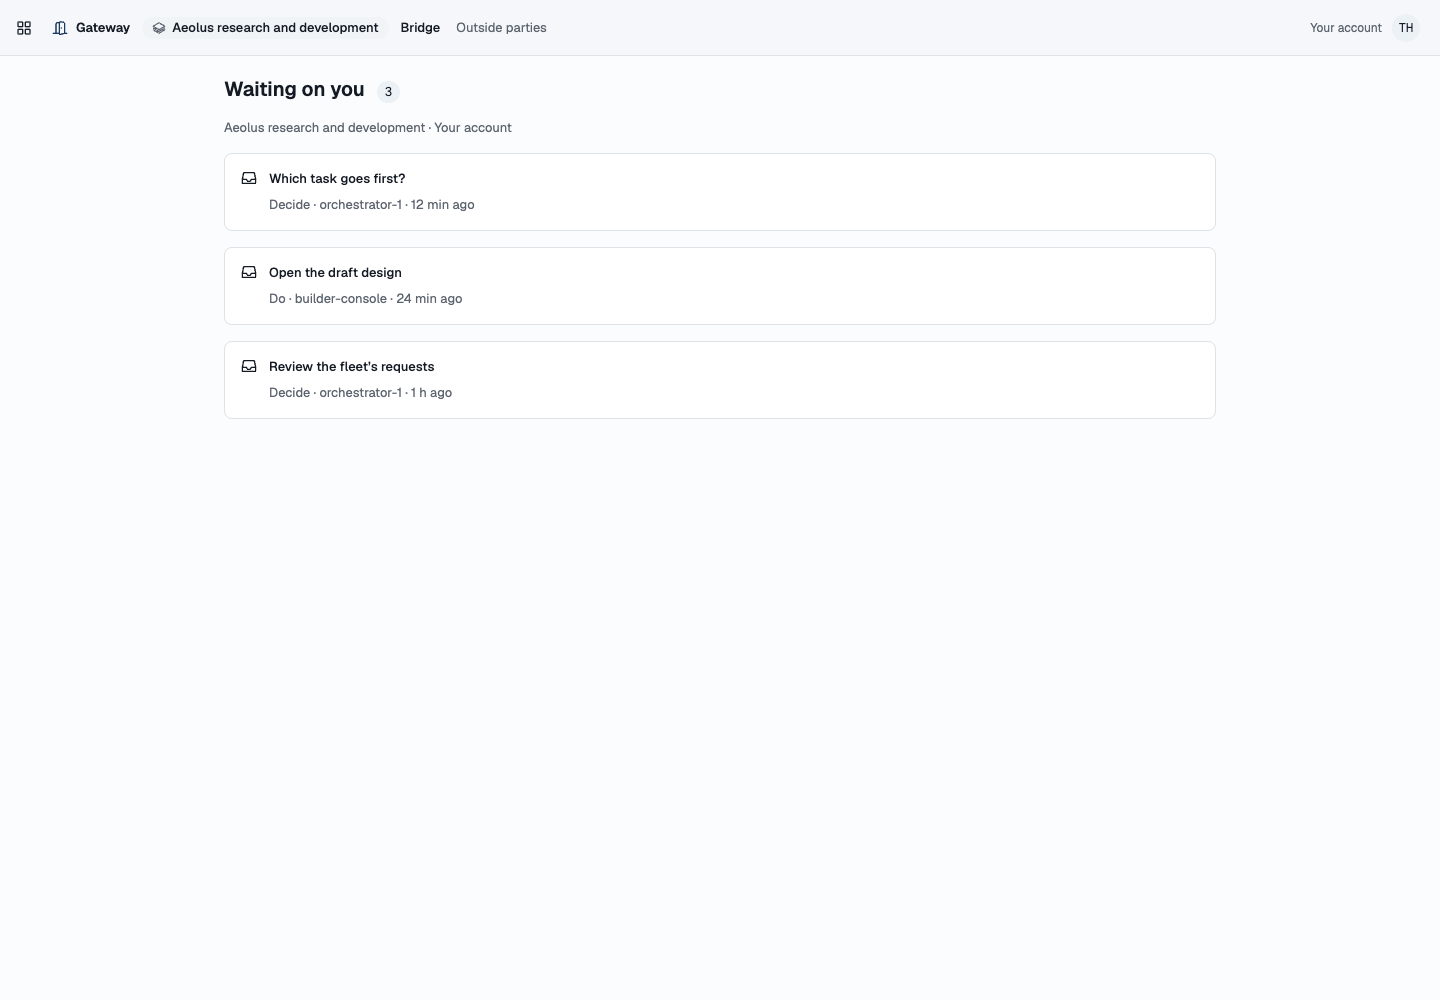 Gateway
Aeolus research and development
Bridge
Outside parties
Your account
TH
Waiting on you 3
Aeolus research and development · Your account
Which task goes first?
Decide · orchestrator-1 · 12 min ago
Open the draft design
Do · builder-console · 24 min ago
Review the fleet's requests
Decide · orchestrator-1 · 1 h ago